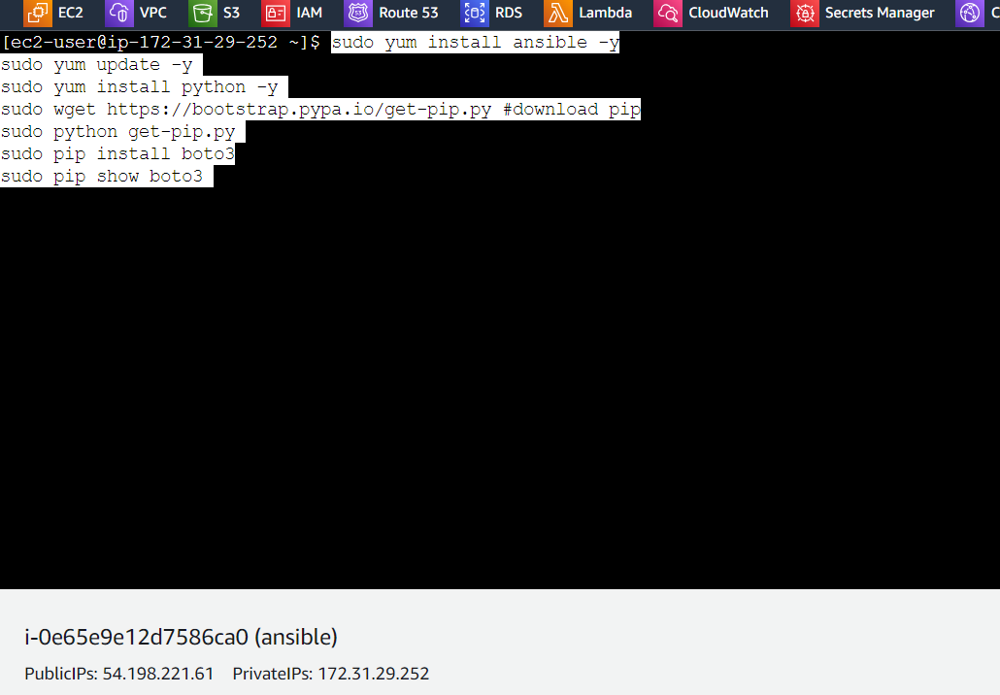 EC2 VPC S3 IAM Route 53 RDS Lambda CloudWatch Secrets Manager C
[ec2-user@ip-172-31-29-252 ~]$ sudo yum install ansible -y
sudo yum update -y
sudo yum install python -y
sudo wget https://bootstrap.pypa.io/get-pip.py #download pip
sudo python get-pip.py
sudo pip install boto3
sudo pip show boto3
i-0e65e9e12d7586ca0 (ansible)
PublicIPs: 54.198.221.61 PrivateIPs: 172.31.29.252